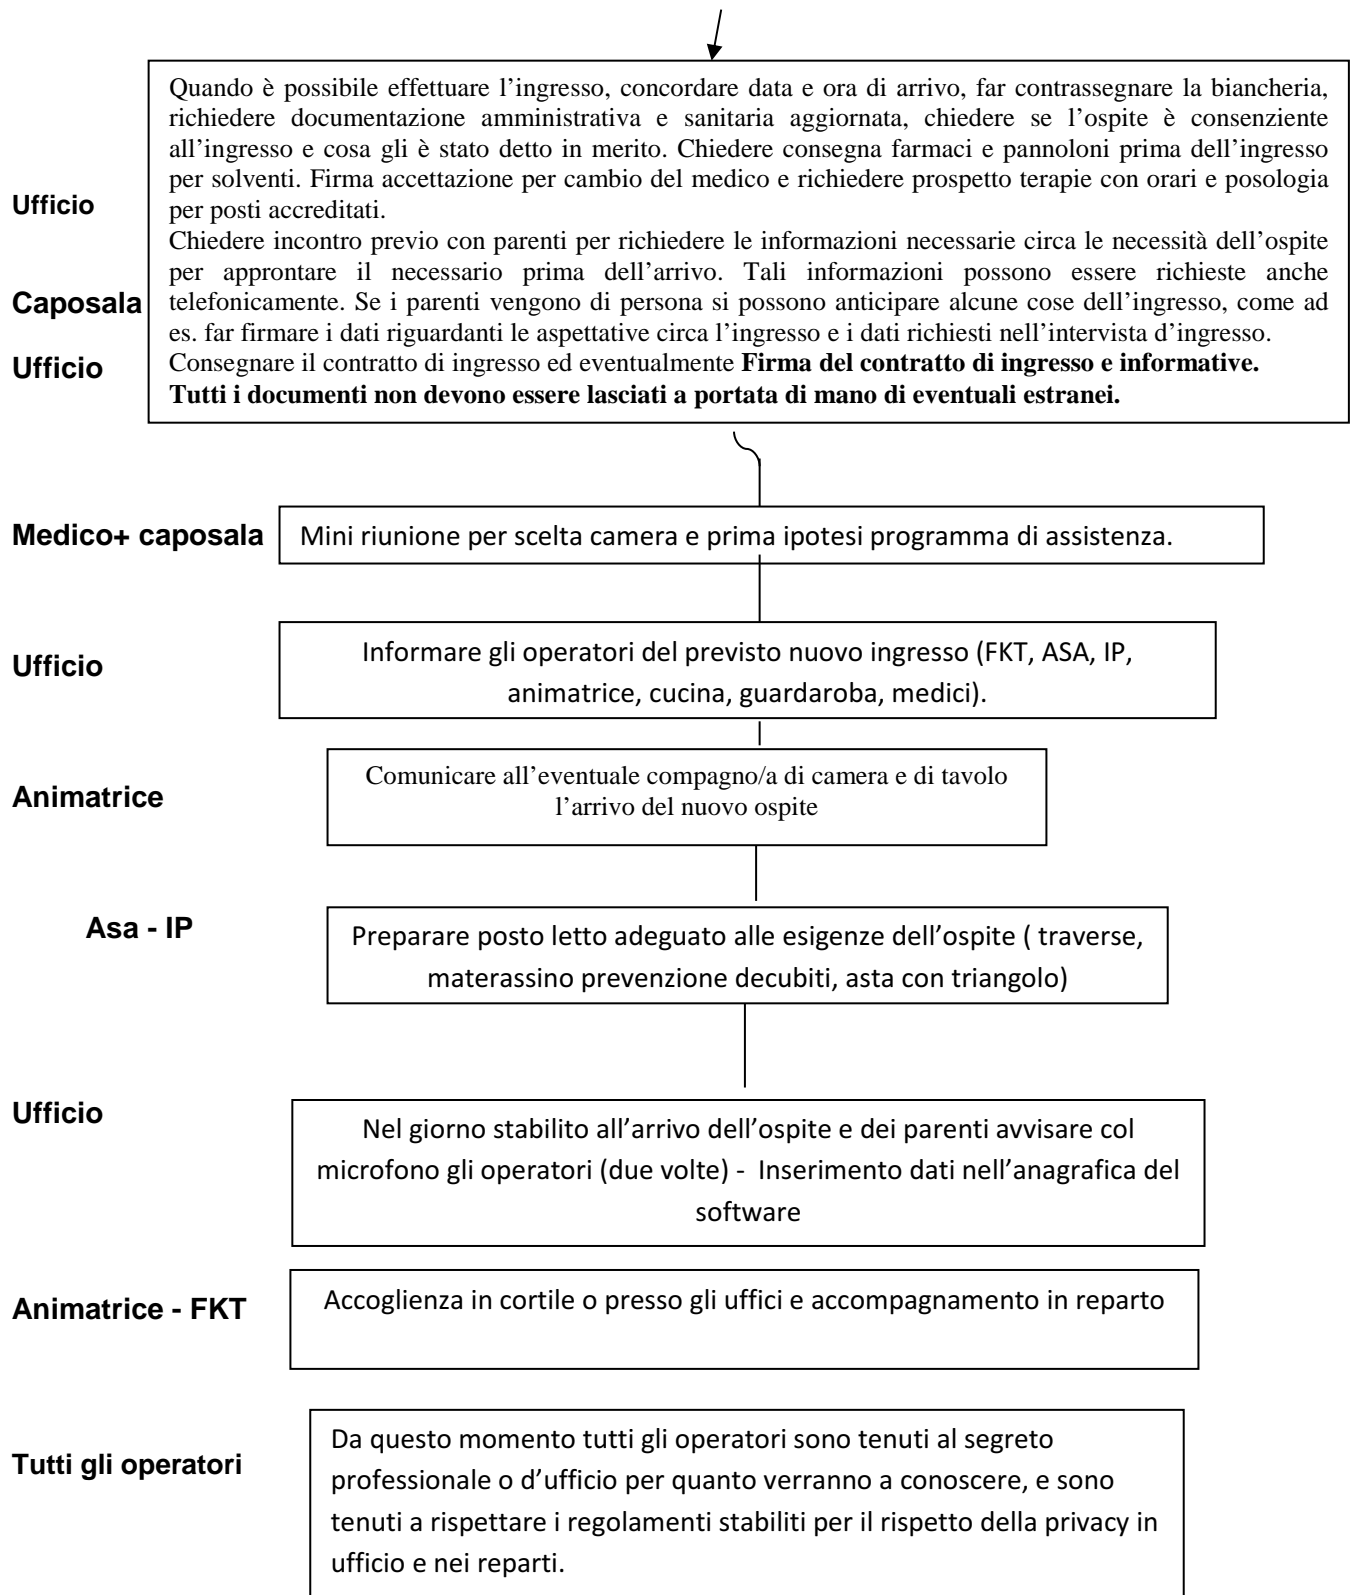 Quando è possibile effettuare l’ingresso, concordare data e ora di arrivo, far contrassegnare la biancheria,
richiedere documentazione amministrativa e sanitaria aggiornata, chiedere se l’ospite è consenziente
all’ingresso e cosa gli è stato detto in merito. Chiedere consegna farmaci e pannoloni prima dell’ingresso
Ufficio
per solventi. Firma accettazione per cambio del medico e richiedere prospetto terapie con orari e posologia
per posti accreditati.
Chiedere incontro previo con parenti per richiedere le informazioni necessarie circa le necessità dell’ospite
per approntare il necessario prima dell’arrivo. Tali informazioni possono essere richieste anche
Caposala
telefonicamente. Se i parenti vengono di persona si possono anticipare alcune cose dell’ingresso, come ad
es. far firmare i dati riguardanti le aspettative circa l’ingresso e i dati richiesti nell’intervista d’ingresso.
Ufficio
Consegnare il contratto di ingresso ed eventualmente Firma del contratto di ingresso e informative.
Tutti i documenti non devono essere lasciati a portata di mano di eventuali estranei.
Medico+ caposala
Mini riunione per scelta camera e prima ipotesi programma di assistenza.
Ufficio
Informare gli operatori del previsto nuovo ingresso (FKT, ASA, IP,
animatrice, cucina, guardaroba, medici).
Animatrice
Comunicare all’eventuale compagno/a di camera e di tavolo
l’arrivo del nuovo ospite
Asa - IP
Preparare posto letto adeguato alle esigenze dell’ospite ( traverse,
materassino prevenzione decubiti, asta con triangolo)
Ufficio
Nel giorno stabilito all’arrivo dell’ospite e dei parenti avvisare col
microfono gli operatori (due volte) - Inserimento dati nell’anagrafica del
software
Animatrice - FKT
Accoglienza in cortile o presso gli uffici e accompagnamento in reparto
Tutti gli operatori
Da questo momento tutti gli operatori sono tenuti al segreto
professionale o d’ufficio per quanto verranno a conoscere, e sono
tenuti a rispettare i regolamenti stabiliti per il rispetto della privacy in
ufficio e nei reparti.